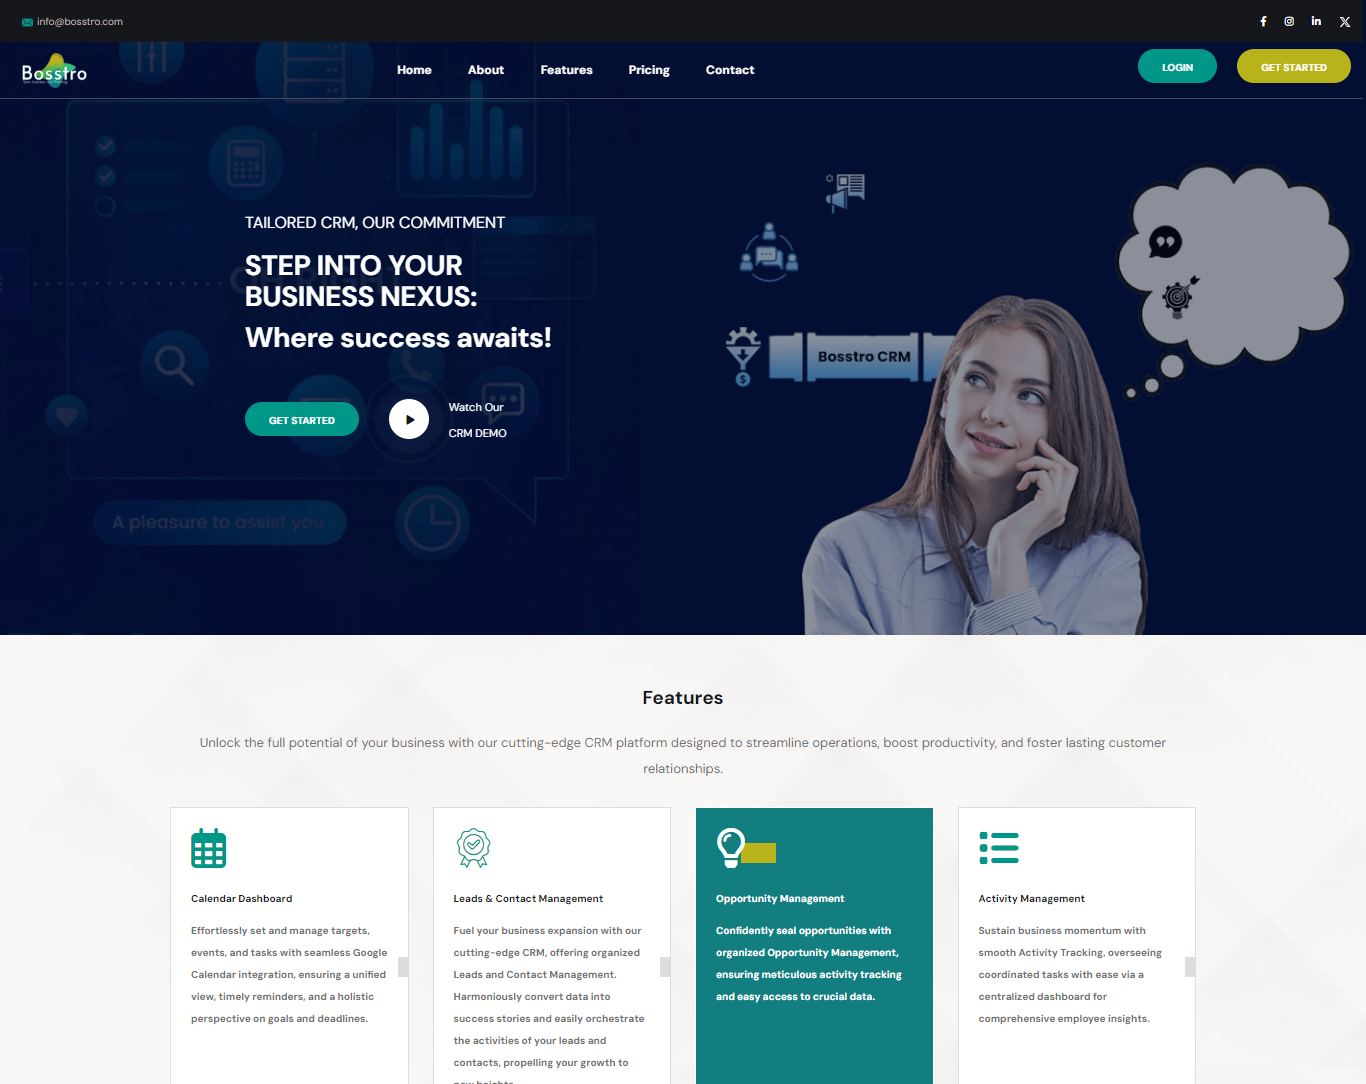 info@bosstro.com
Bosstro
Home About Features Pricing Contact
LOGIN
GET STARTED
TAILORED CRM, OUR COMMITMENT
STEP INTO YOUR
BUSINESS NEXUS:
Where success awaits!
GET STARTED
Watch Our
CRM DEMO
A pleasure to assist you
Bosstro CRM
Features
Unlock the full potential of your business with our cutting-edge CRM platform designed to streamline operations, boost productivity, and foster lasting customer
relationships.
Calendar Dashboard
Effortlessly set and manage targets,
events, and tasks with seamless Google
Calendar integration, ensuring a unified
view, timely reminders, and a holistic
perspective on goals and deadlines.
Leads & Contact Management
Fuel your business expansion with our
cutting-edge CRM, offering organized
Leads and Contact Management.
Harmoniously convert data into
success stories and easily orchestrate
the activities of your leads and
contacts, propelling your growth to
new heights.
Opportunity Management
Confidently seal opportunities with
organized Opportunity Management,
ensuring meticulous activity tracking
and easy access to crucial data.
Activity Management
Sustain business momentum with
smooth Activity Tracking, overseeing
coordinated tasks with ease via a
centralized dashboard for
comprehensive employee insights.